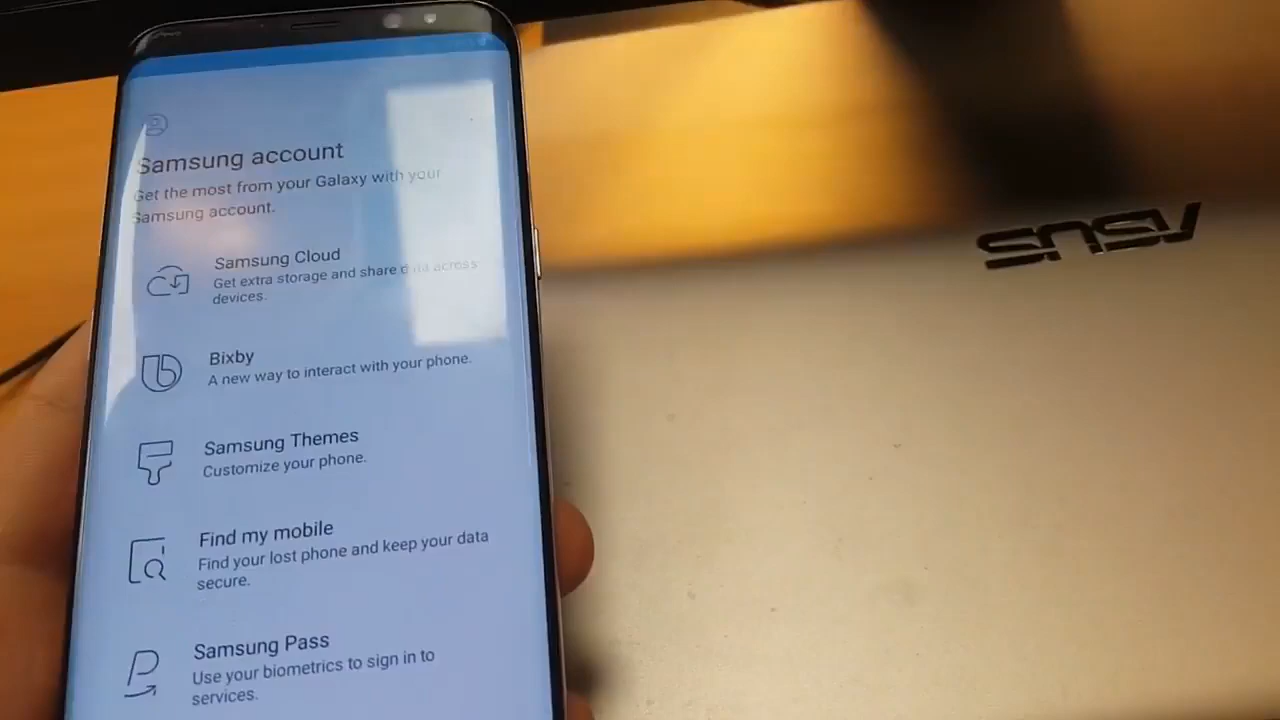 Samsung account
Get the most from your Galaxy with your
Samsung account.
Samsung Cloud
Get extra storage and share data across
devices.
Bixby
A new way to interact with your phone.
Samsung Themes
Customize your phone.
Find my mobile
Find your lost phone and keep your data
secure.
Samsung Pass
Use your biometrics to sign in to
services.
ASUS